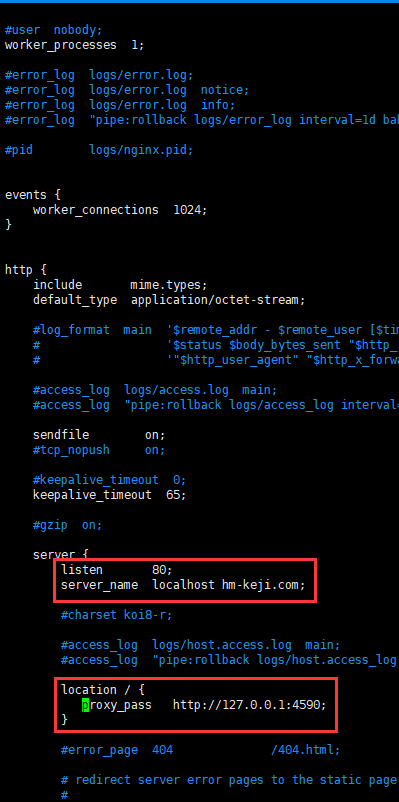 #user  nobody;
worker_processes  1;
#error_log  logs/error.log;
#error_log  logs/error.log  notice;
#error_log  logs/error.log  info;
#error_log  "pipe:rollback logs/error_log interval=1d bak
#pid        logs/nginx.pid;
events {
    worker_connections  1024;
}
http {
    include       mime.types;
    default_type  application/octet-stream;
    #log_format  main  '$remote_addr - $remote_user [$tim
    #                  '$status $body_bytes_sent "$http_
    #                  '"$http_user_agent" "$http_x_forwa
    #access_log  logs/access.log  main;
    #access_log  "pipe:rollback logs/access_log interval=
    sendfile        on;
    #tcp_nopush     on;
    #keepalive_timeout  0;
    keepalive_timeout  65;
    #gzip  on;
    server {
        listen       80;
        server_name  localhost hm-keji.com;
        #charset koi8-r;
        #access_log  logs/host.access.log  main;
        #access_log  "pipe:rollback logs/host.access_log
        location / {
           proxy_pass   http://127.0.0.1:4590;
        }
        #error_page  404              /404.html;
        # redirect server error pages to the static page
        #